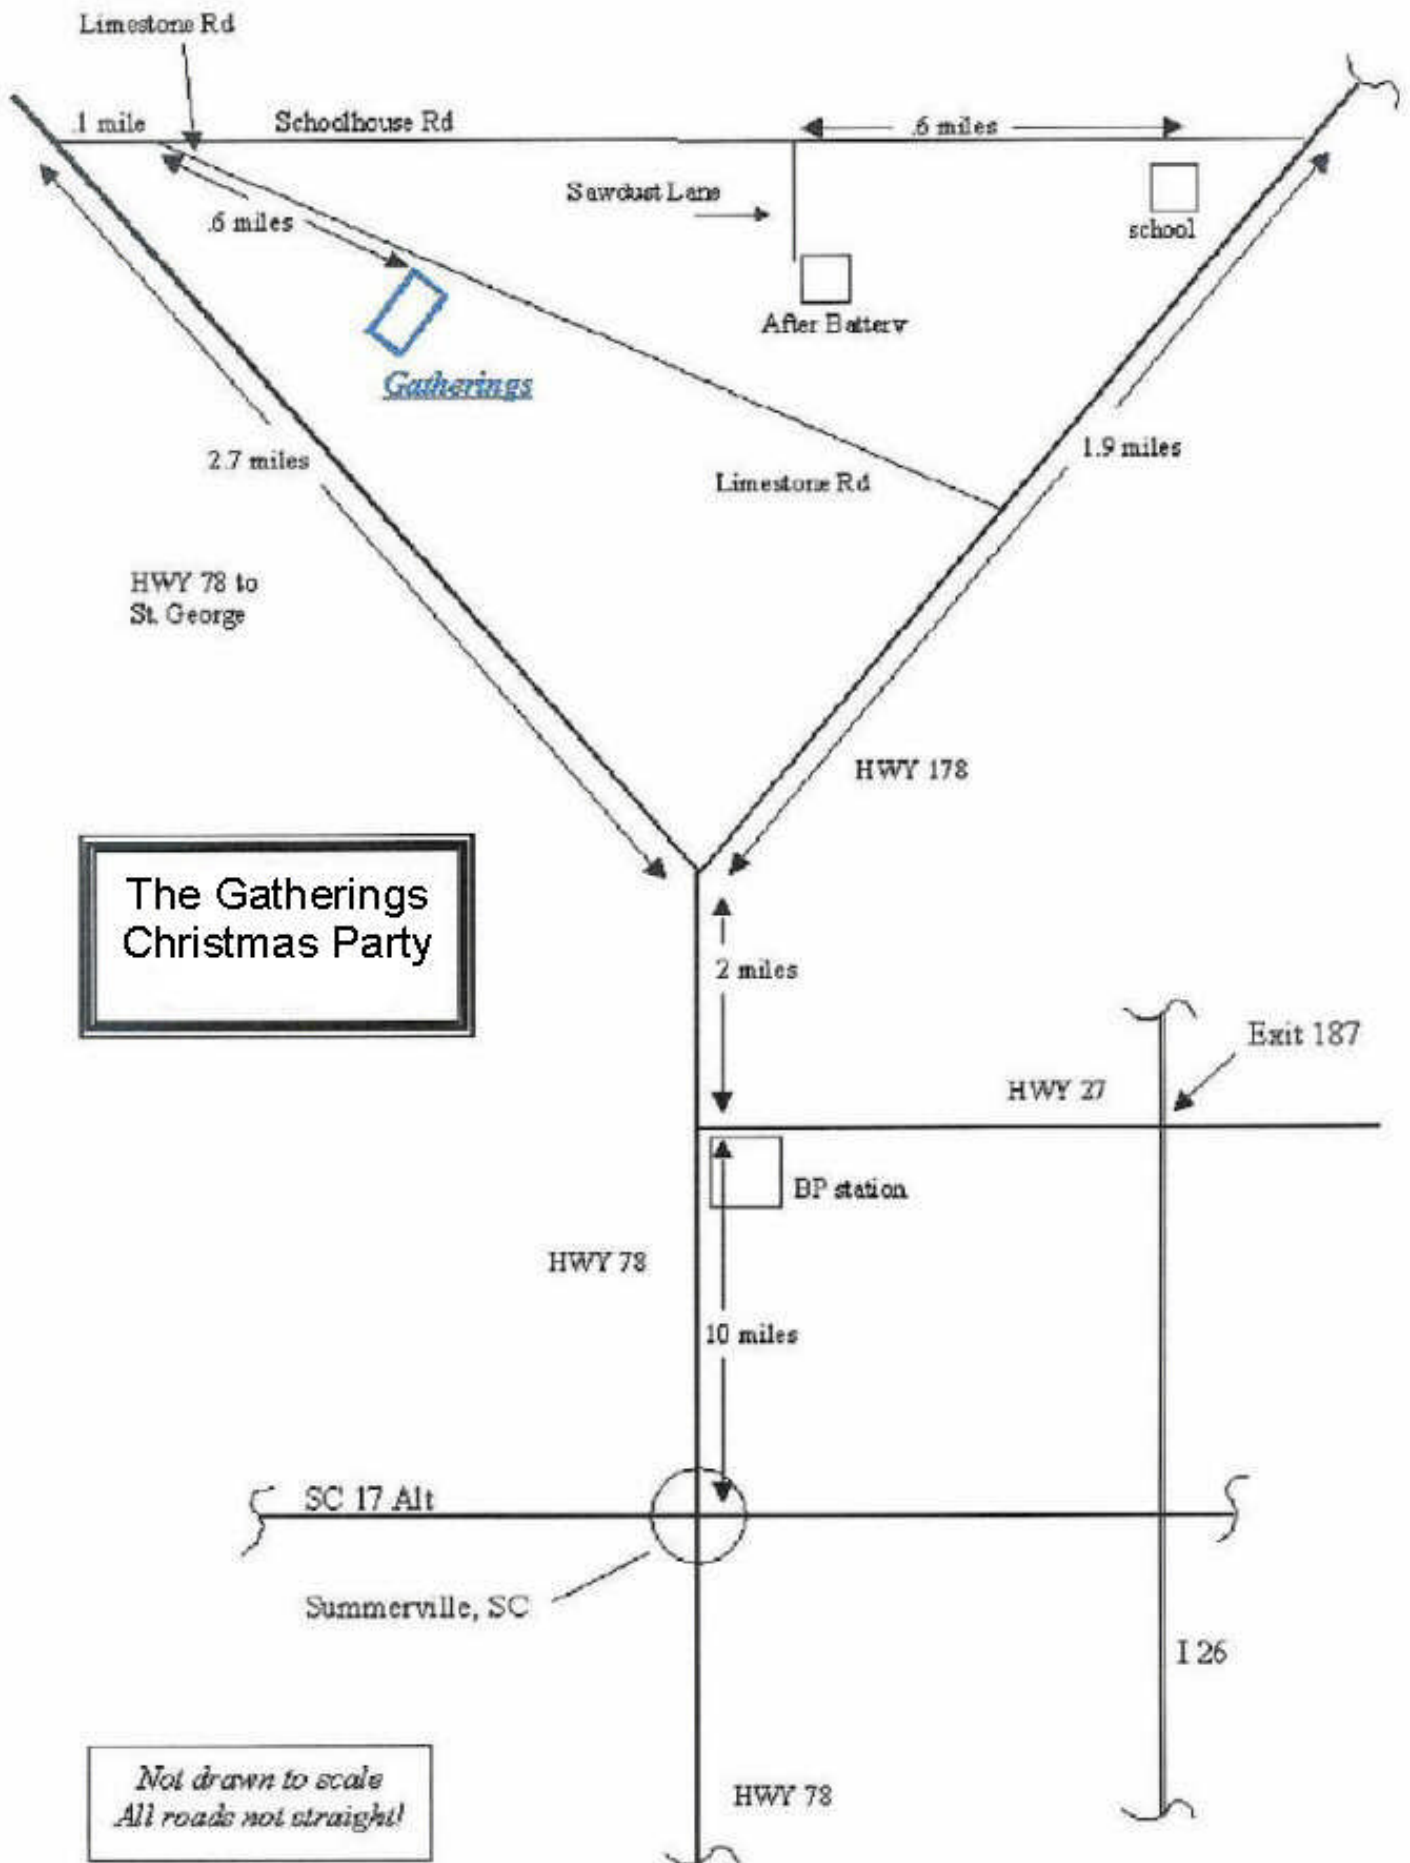 Limestone Rd
.1 mile
Schoolhouse Rd
.6 miles
Sawdust Lane
.6 miles
school
After Battery
Gatherings
2.7 miles
1.9 miles
Limestone Rd
HWY 78 to
St. George
HWY 178
The Gatherings
Christmas Party
2 miles
Exit 187
HWY 27
BP station
HWY 78
10 miles
SC 17 Alt
Summerville, SC
I 26
Not drawn to scale
All roads not straight!
HWY 78